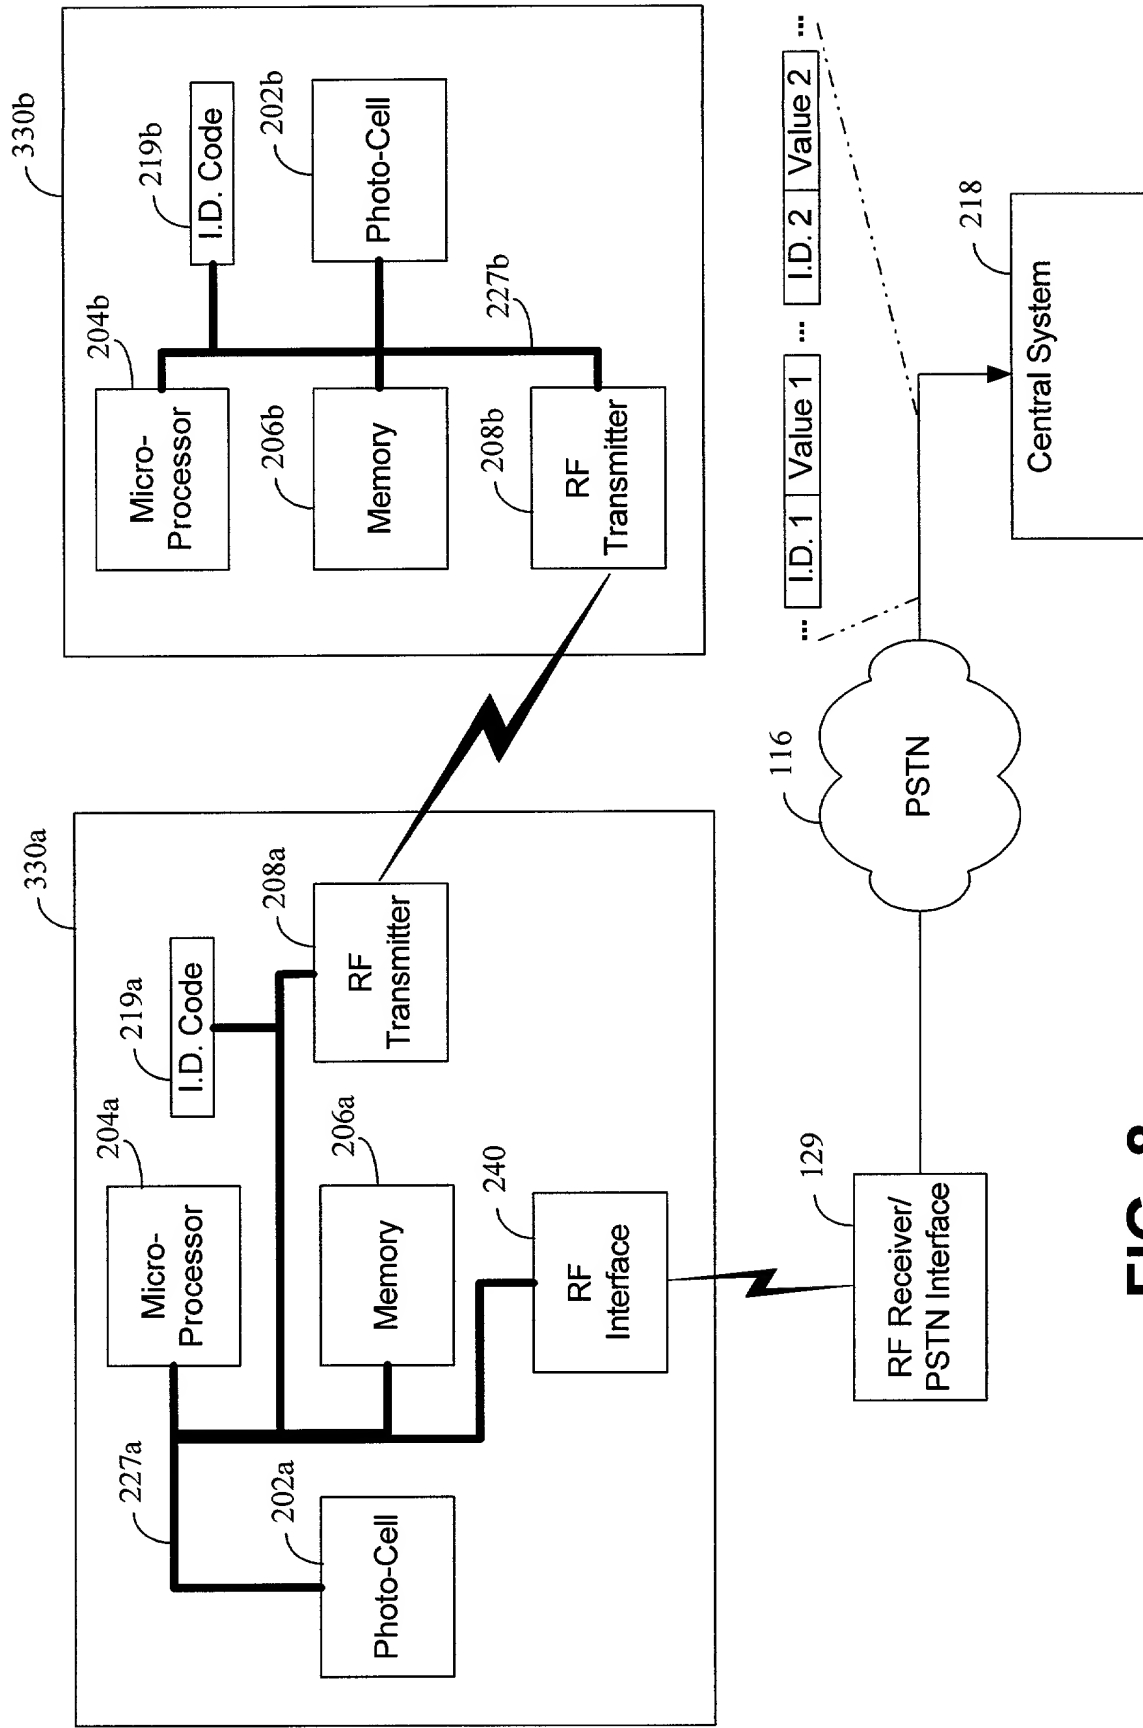 330a
227a
204a
219a
Micro-
Processor
I.D. Code
202a
206a
208a
Photo-Cell
Memory
RF
Transmitter
240
RF
Interface
330b
204b
219b
Micro-
Processor
I.D. Code
206b
202b
Memory
Photo-Cell
208b
227b
RF
Transmitter
129
RF Receiver/
PSTN Interface
116
PSTN
... I.D. 1 Value 1 ... I.D. 2 Value 2 ...
218
Central System
FIG